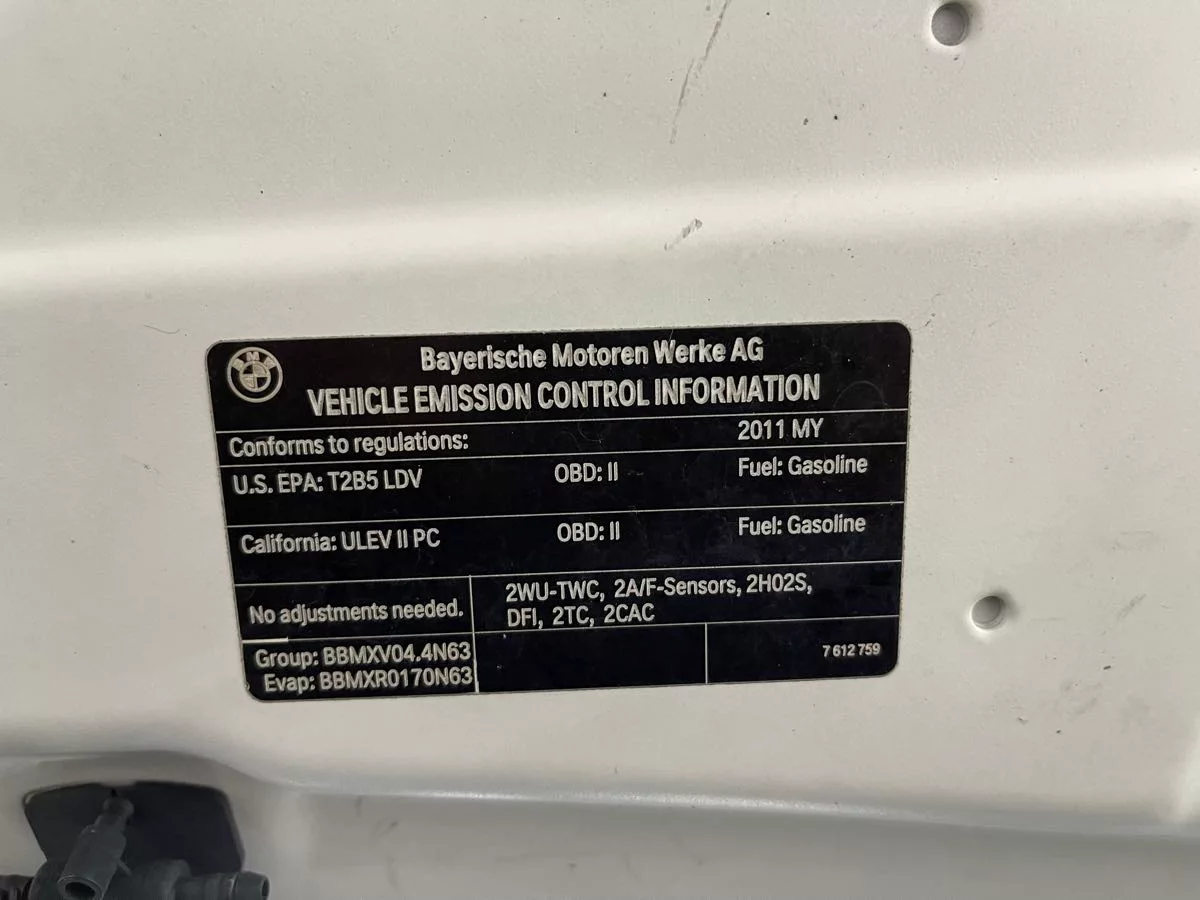 BMW
Bayerische Motoren Werke AG
VEHICLE EMISSION CONTROL INFORMATION
Conforms to regulations: 2011 MY
U.S. EPA: T2B5 LDV OBD: II Fuel: Gasoline
California: ULEV II PC OBD: II Fuel: Gasoline
No adjustments needed.
2WU-TWC, 2A/F-Sensors, 2HO2S,
DFI, 2TC, 2CAC
Group: BBMXV04.4N63
Evap: BBMXR0170N63
7 612 759